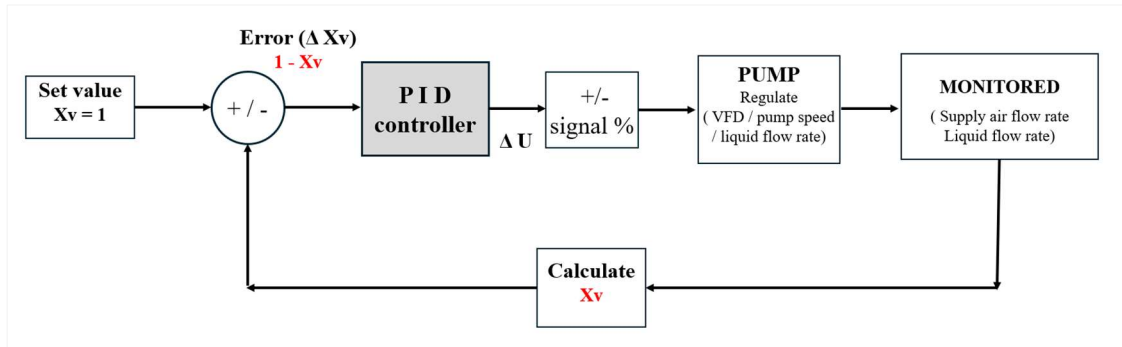 Set value
Xv = 1
Error (Δ Xv)
1 - Xv
+ / -
P I D
controller
Δ U
+/-
signal %
PUMP
Regulate
( VFD / pump speed
/ liquid flow rate)
MONITORED
( Supply air flow rate
Liquid flow rate)
Calculate
Xv